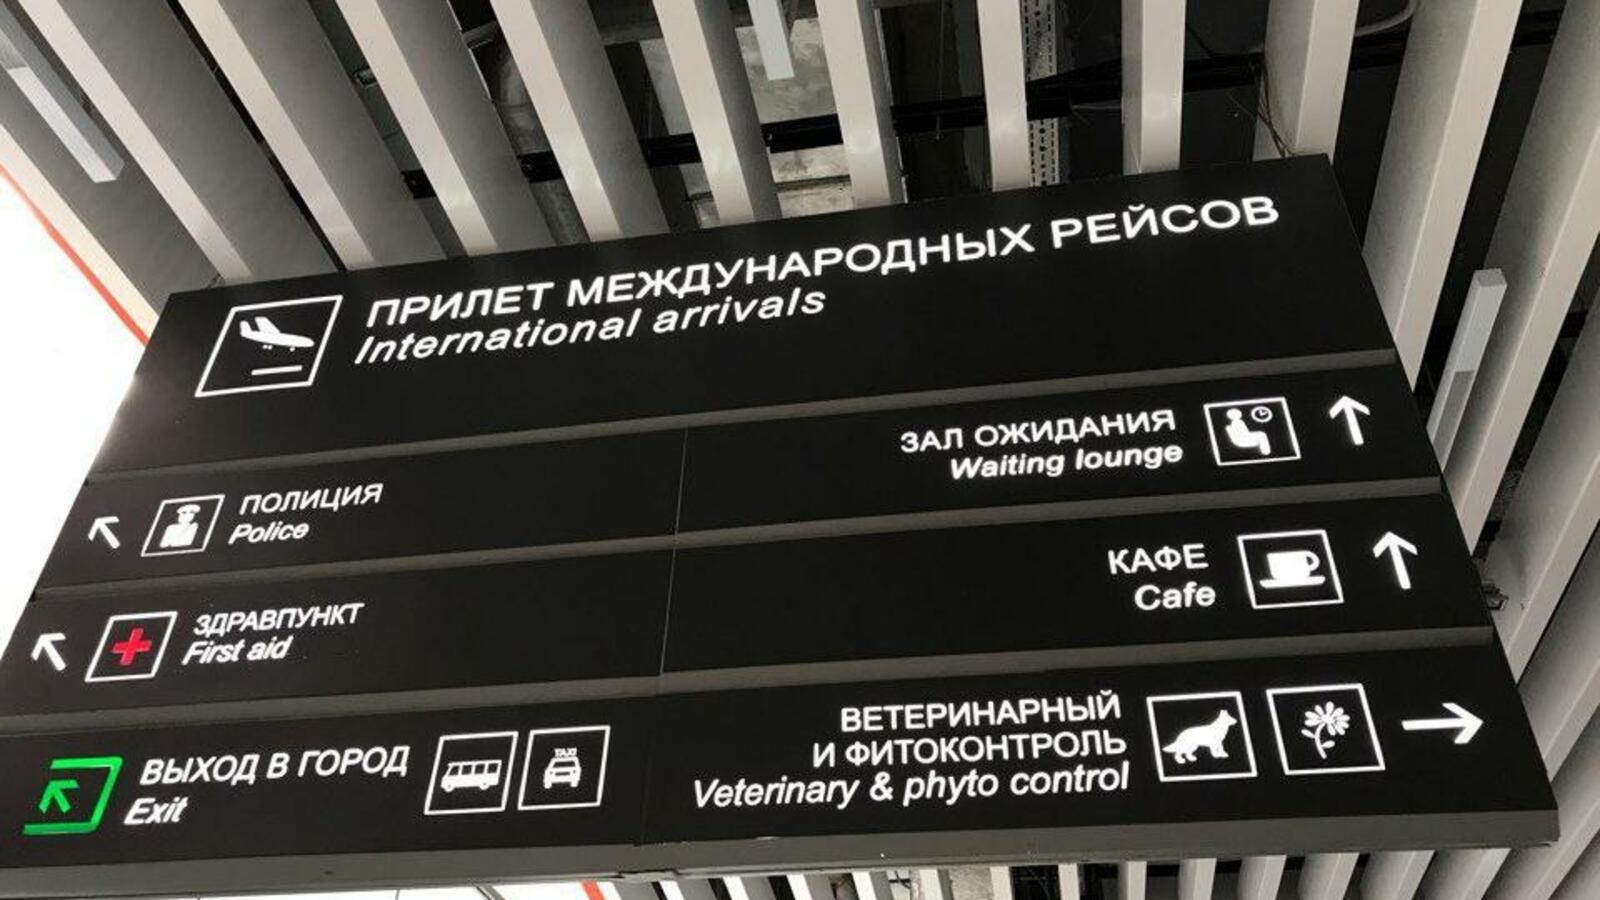 ПРИЛЕТ МЕЖДУНАРОДНЫХ РЕЙСОВ
International arrivals
ПОЛИЦИЯ
Police
ЗДРАВПУНКТ
First aid
ВЫХОД В ГОРОД
Exit
TAXI
ЗАЛ ОЖИДАНИЯ
Waiting lounge
КАФЕ
Cafe
ВЕТЕРИНАРНЫЙ
И ФИТОКОНТРОЛЬ
Veterinary & phyto control